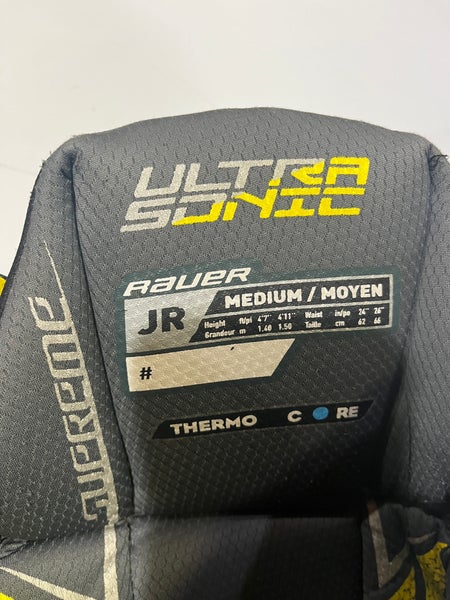 ULTRA
SONIC
BAUER
JR
MEDIUM / MOYEN
Height ft/pi 4'7" 4'11" Waist in/po 24" 26"
Grandeur m 1.40 1.50 Taille cm 62 66
#
THERMO CORE
SUPREME